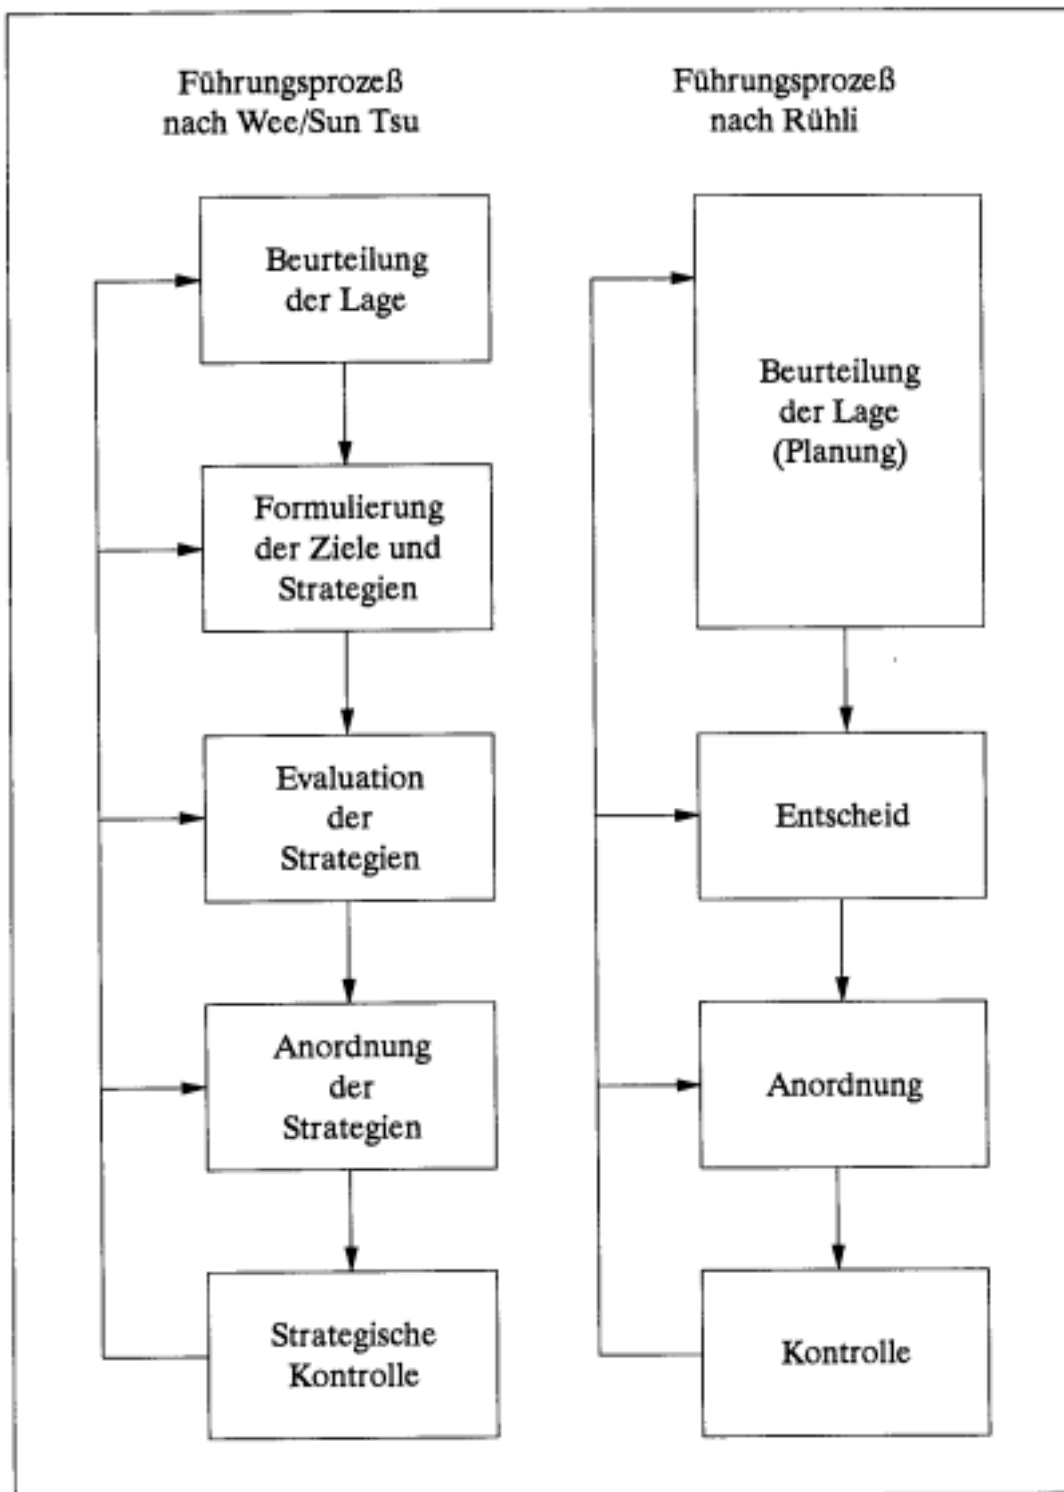 Führungsprozeß
nach Wee/Sun Tsu
Beurteilung
der Lage
Formulierung
der Ziele und
Strategien
Evaluation
der
Strategien
Anordnung
der
Strategien
Strategische
Kontrolle
Führungsprozeß
nach Rühli
Beurteilung
der Lage
(Planung)
Entscheid
Anordnung
Kontrolle